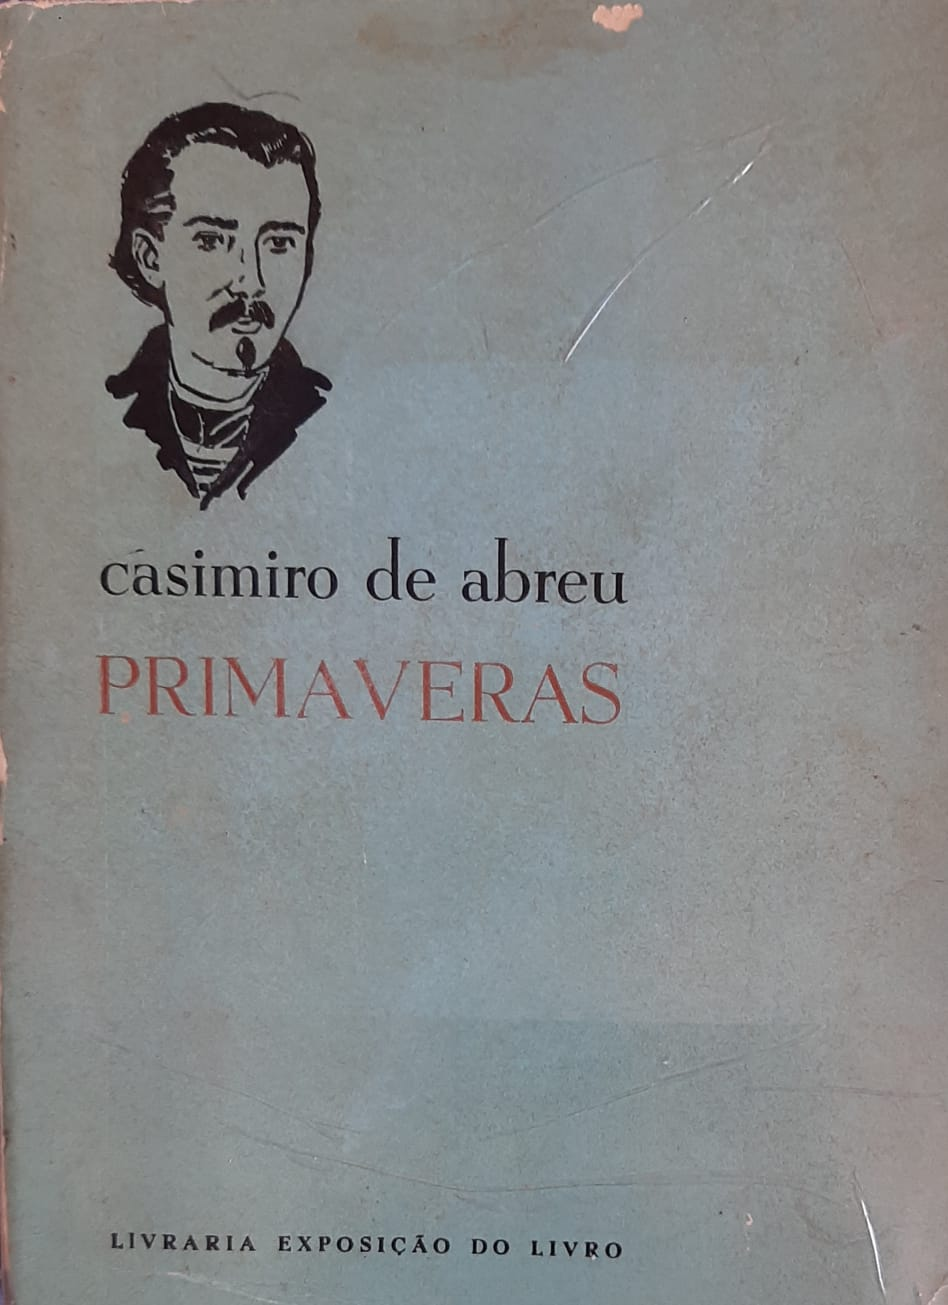 casimiro de abreu
PRIMAVERAS
LIVRARIA EXPOSIÇÃO DO LIVRO